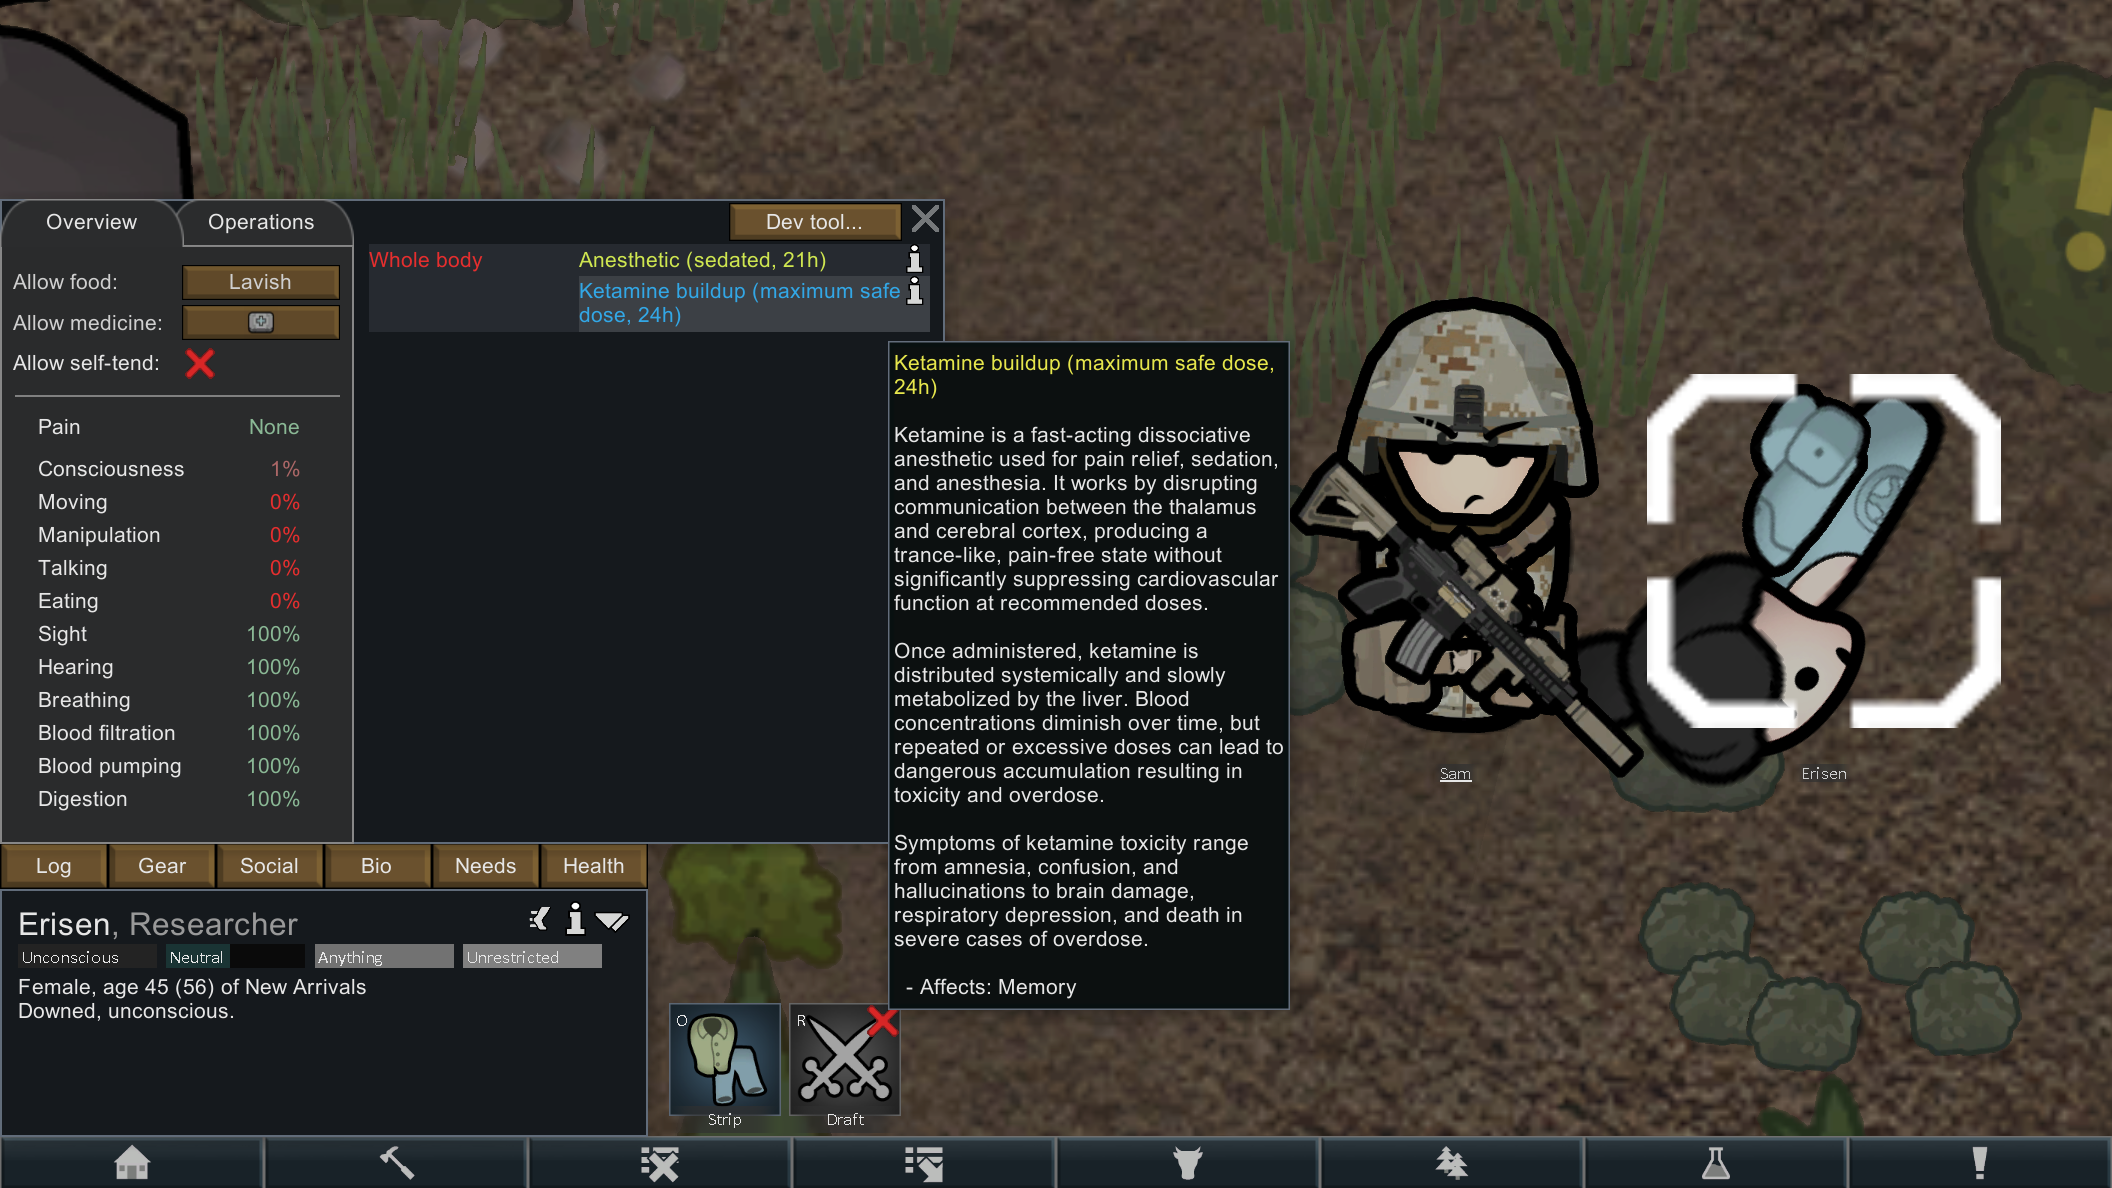 Overview
Operations
Dev tool...
Allow food:
Lavish
Allow medicine:
Allow self-tend:
Pain None
Consciousness 1%
Moving 0%
Manipulation 0%
Talking 0%
Eating 0%
Sight 100%
Hearing 100%
Breathing 100%
Blood filtration 100%
Blood pumping 100%
Digestion 100%
Whole body
Anesthetic (sedated, 21h)
Ketamine buildup (maximum safe
dose, 24h)
Ketamine buildup (maximum safe dose,
24h)
Ketamine is a fast-acting dissociative
anesthetic used for pain relief, sedation,
and anesthesia. It works by disrupting
communication between the thalamus
and cerebral cortex, producing a
trance-like, pain-free state without
significantly suppressing cardiovascular
function at recommended doses.
Once administered, ketamine is
distributed systemically and slowly
metabolized by the liver. Blood
concentrations diminish over time, but
repeated or excessive doses can lead to
dangerous accumulation resulting in
toxicity and overdose.
Symptoms of ketamine toxicity range
from amnesia, confusion, and
hallucinations to brain damage,
respiratory depression, and death in
severe cases of overdose.
- Affects: Memory
Sam
Erisen
Log
Gear
Social
Bio
Needs
Health
Erisen, Researcher
Unconscious
Neutral
Anything
Unrestricted
Female, age 45 (56) of New Arrivals
Downed, unconscious.
O
Strip
R
Draft